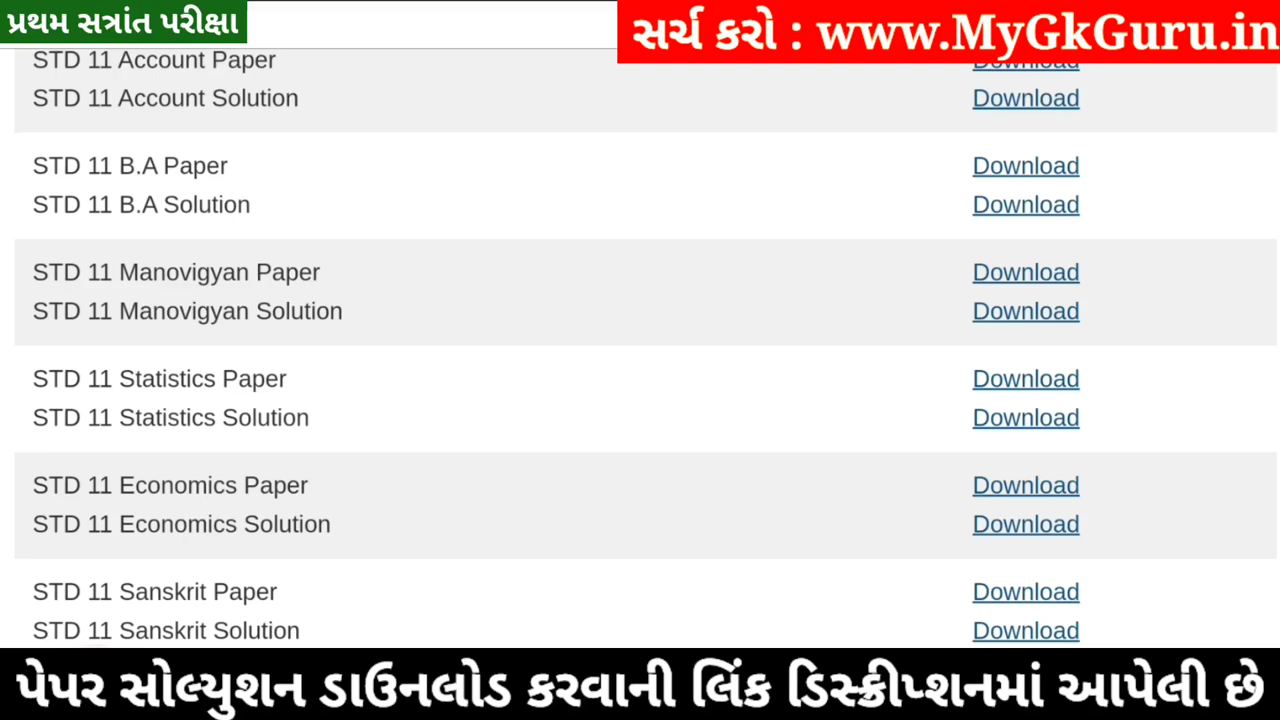 પ્રથમ સત્રાંત પરીક્ષા
સર્ચ કરો : www.MyGkGuru.in
STD 11 Account Paper Download
STD 11 Account Solution Download
STD 11 B.A Paper Download
STD 11 B.A Solution Download
STD 11 Manovigyan Paper Download
STD 11 Manovigyan Solution Download
STD 11 Statistics Paper Download
STD 11 Statistics Solution Download
STD 11 Economics Paper Download
STD 11 Economics Solution Download
STD 11 Sanskrit Paper Download
STD 11 Sanskrit Solution Download
પેપર સોલ્યુશન ડાઉનલોડ કરવાની લિંક ડિસ્ક્રીપ્શનમાં આપેલી છે